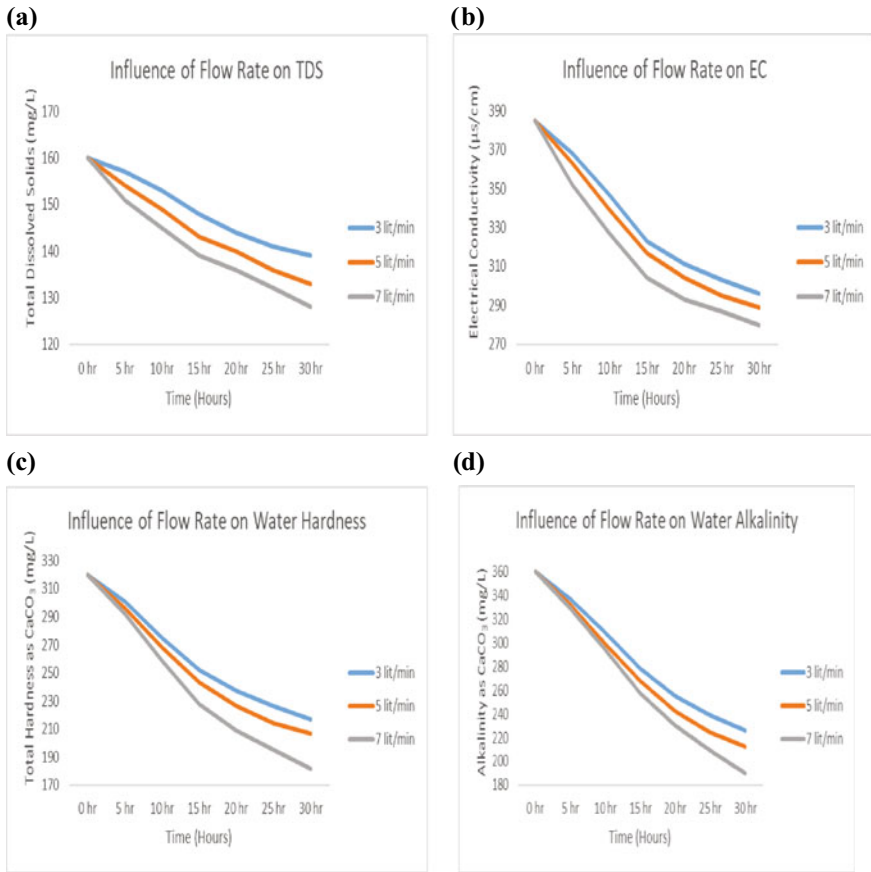 (a)
Influence of Flow Rate on TDS
Total Dissolved Solids (mg/L)
170
160
150
140
130
120
0 hr 5 hr 10 hr 15 hr 20 hr 25 hr 30 hr
Time (Hours)
3 lit/min
5 lit/min
7 lit/min
(b)
Influence of Flow Rate on EC
Electrical Conductivity (µs/cm)
390
370
350
330
310
290
270
0 hr 5 hr 10 hr 15 hr 20 hr 25 hr 30 hr
Time (Hours)
3 lit/min
5 lit/min
7 lit/min
(c)
Influence of Flow Rate on Water Hardness
Total Hardness as CaCO₃ (mg/L)
330
310
290
270
250
230
210
190
170
0 hr 5 hr 10 hr 15 hr 20 hr 25 hr 30 hr
Time (Hours)
3 lit/min
5 lit/min
7 lit/min
(d)
Influence of Flow Rate on Water Alkalinity
Alkalinity as CaCO₃ (mg/L)
360
340
320
300
280
260
240
220
200
180
0 hr 5 hr 10 hr 15 hr 20 hr 25 hr 30 hr
Time (Hours)
3 lit/min
5 lit/min
7 lit/min